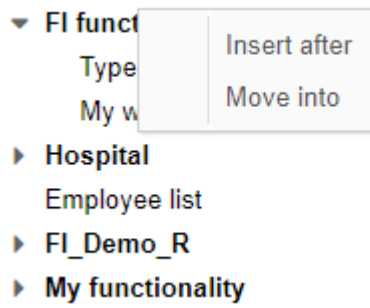 FI funct
Insert after
Type
Move into
My w
Hospital
Employee list
FI_Demo_R
My functionality